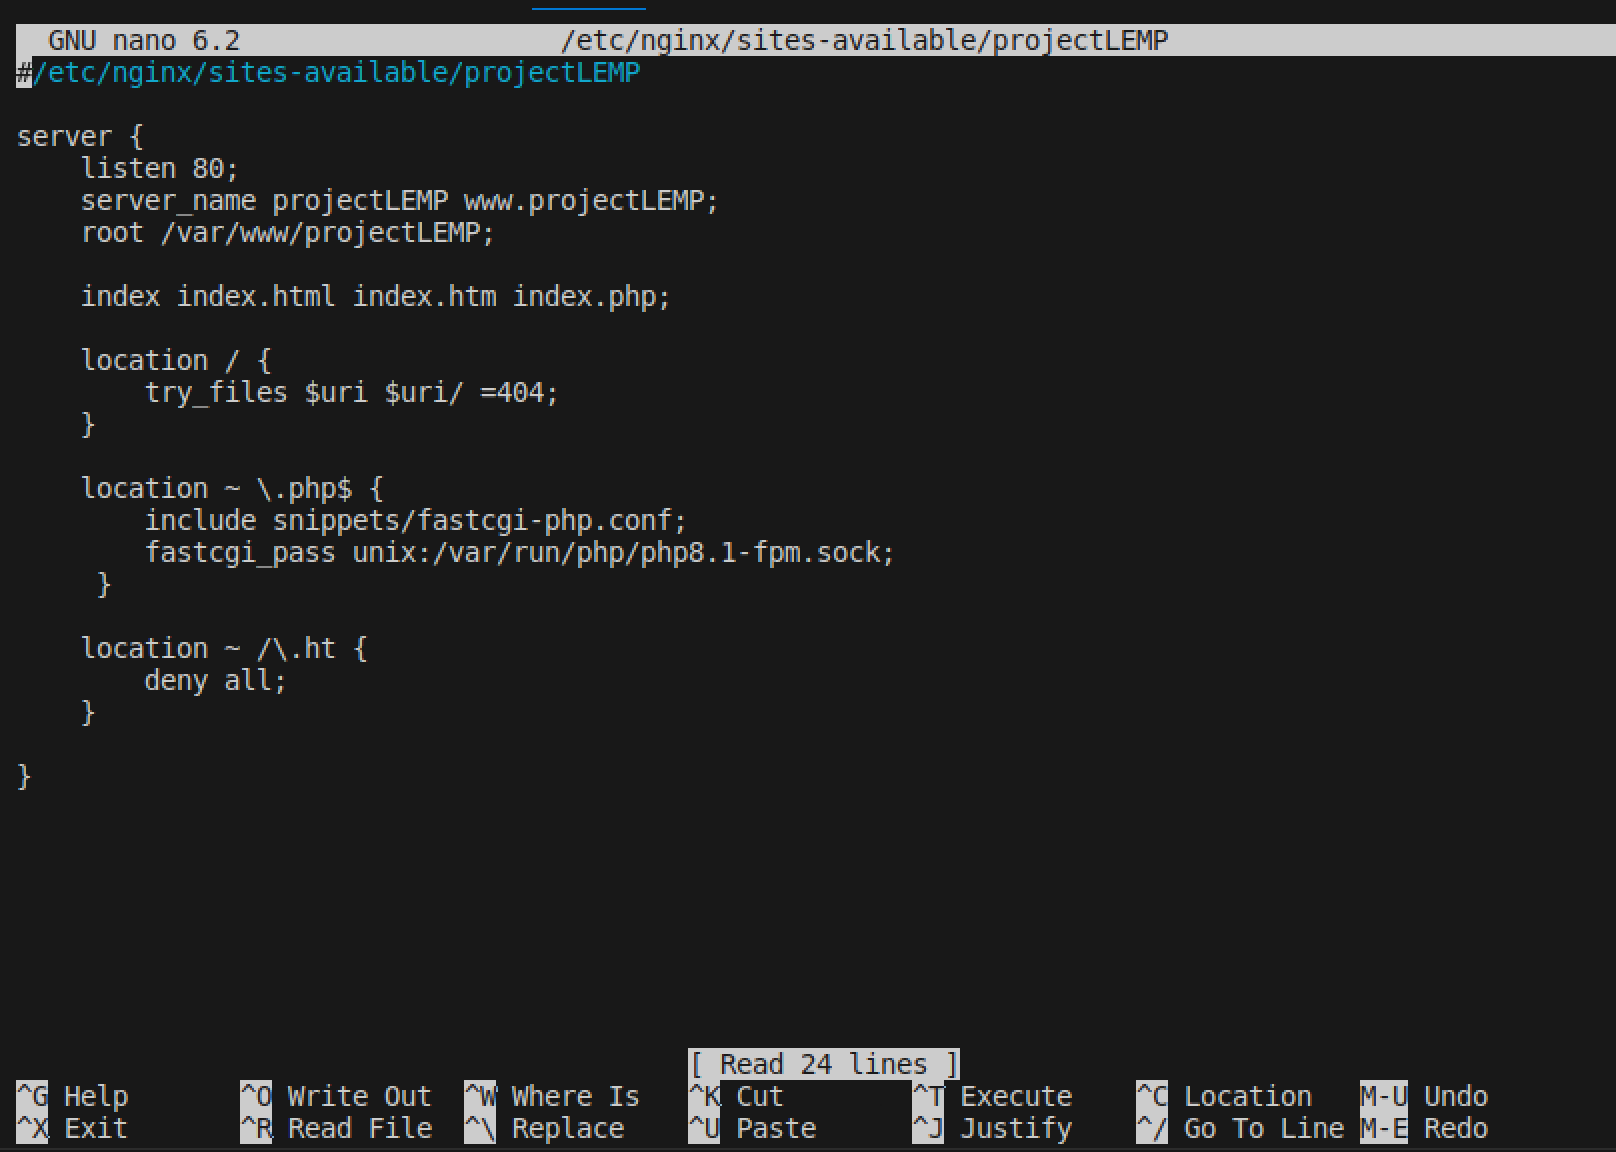 GNU nano 6.2 /etc/nginx/sites-available/projectLEMP
#/etc/nginx/sites-available/projectLEMP
server {
    listen 80;
    server_name projectLEMP www.projectLEMP;
    root /var/www/projectLEMP;
    index index.html index.htm index.php;
    location / {
        try_files $uri $uri/ =404;
    }
    location ~ \.php$ {
        include snippets/fastcgi-php.conf;
        fastcgi_pass unix:/var/run/php/php8.1-fpm.sock;
     }
    location ~ /\.ht {
        deny all;
    }
}
[ Read 24 lines ]
^G Help ^O Write Out ^W Where Is ^K Cut ^T Execute ^C Location M-U Undo
^X Exit ^R Read File ^\ Replace ^U Paste ^J Justify ^/ Go To Line M-E Redo